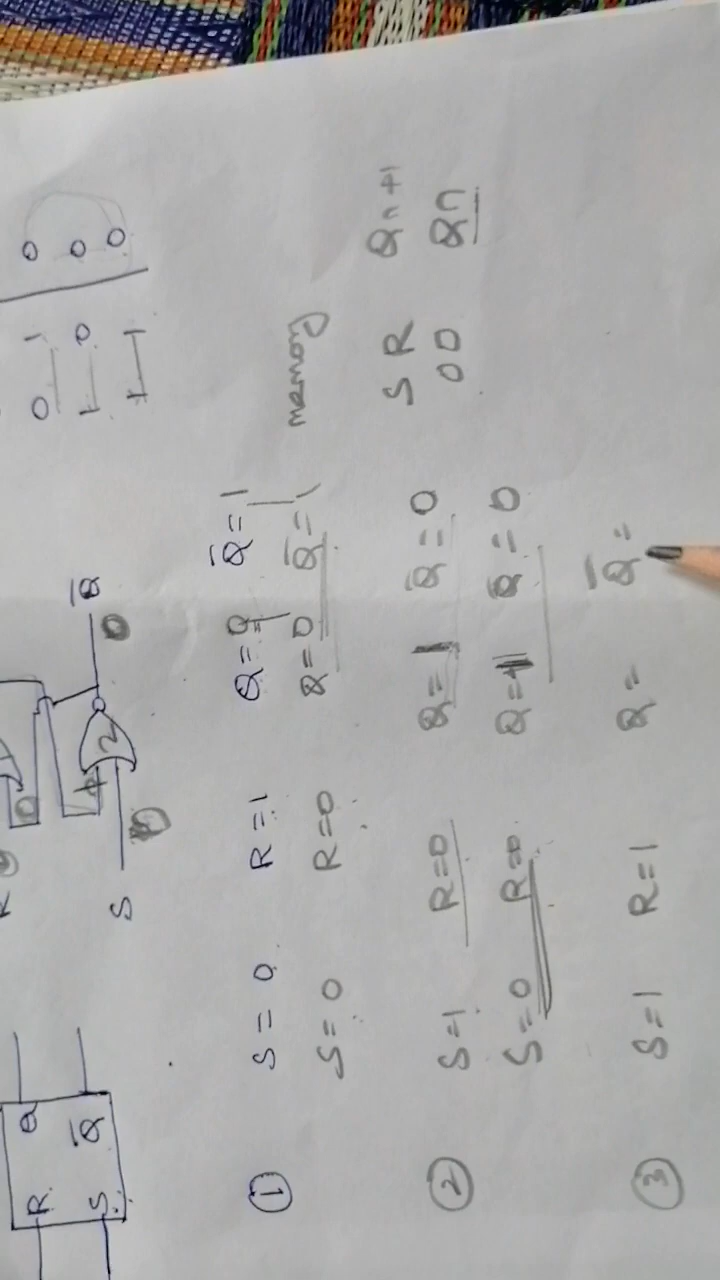 0 1 0
1 0 0
1 1 0
R Q
S Q̅
R
S
2
Q̅
0
① S = 0 R = 1 Q = 0 Q̅ = 1
S = 0 R = 0 Q = 0 Q̅ = 1 memory
② S = 1 R = 0 Q = 1 Q̅ = 0 S R Qn+1
S = 0 R = 0 Q = 1 Q̅ = 0 0 0 Qn
③ S = 1 R = 1 Q = Q̅ =